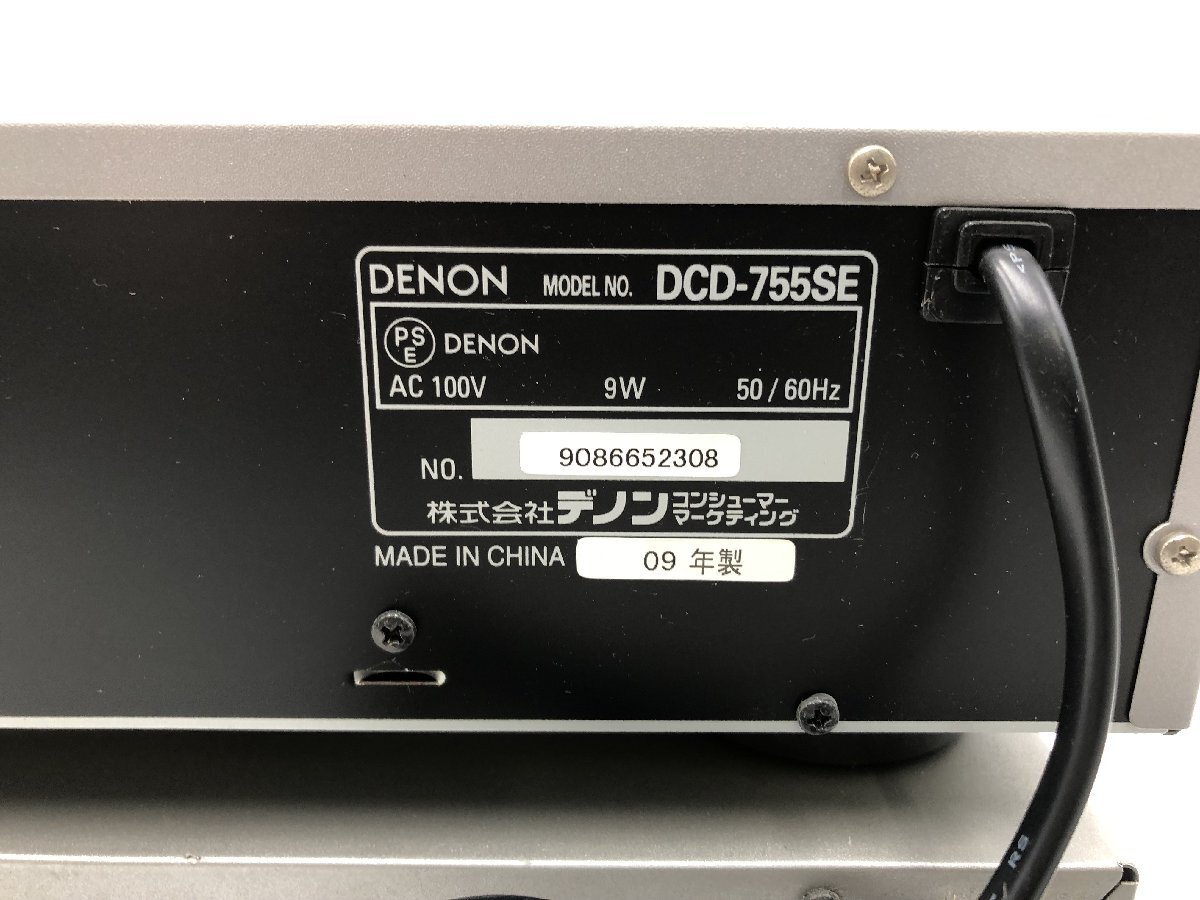 DENON MODEL NO. DCD-755SE
PS E DENON
AC 100V 9W 50/60Hz
NO. 9086652308
株式会社デノン コンシューマー マーケティング
MADE IN CHINA 09 年製
RS